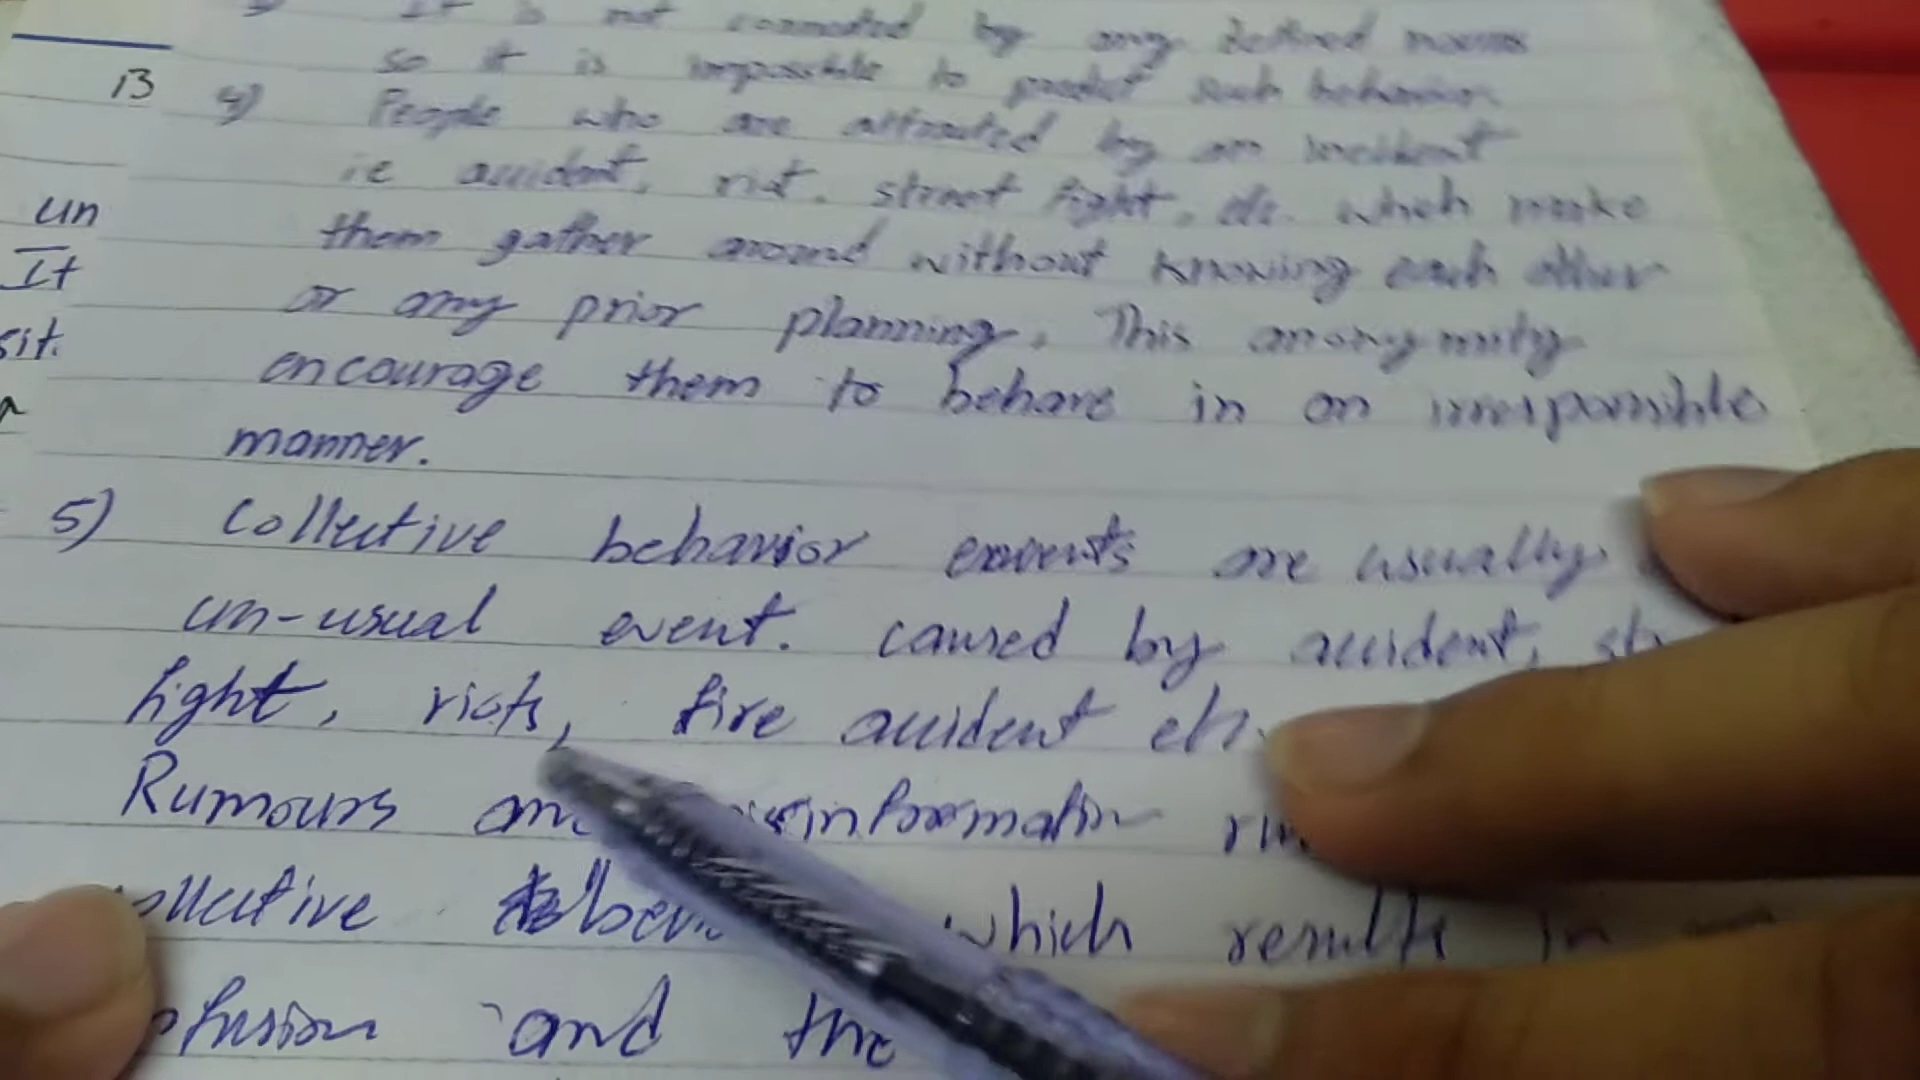 It is not connected by any defined norms
so it is impossible to predict such behavior.
4) People who are attracted by an incident
ie accident, riot, street fight, etc. which make
them gather around without knowing each other
or any prior planning. This anonymity
encourage them to behave in an irresponsible
manner.
5) Collective behavior events are usually
un-usual event. caused by accident,
fight, riots, fire accident etc.
Rumours
which results in
and the
13
un
It
sit.